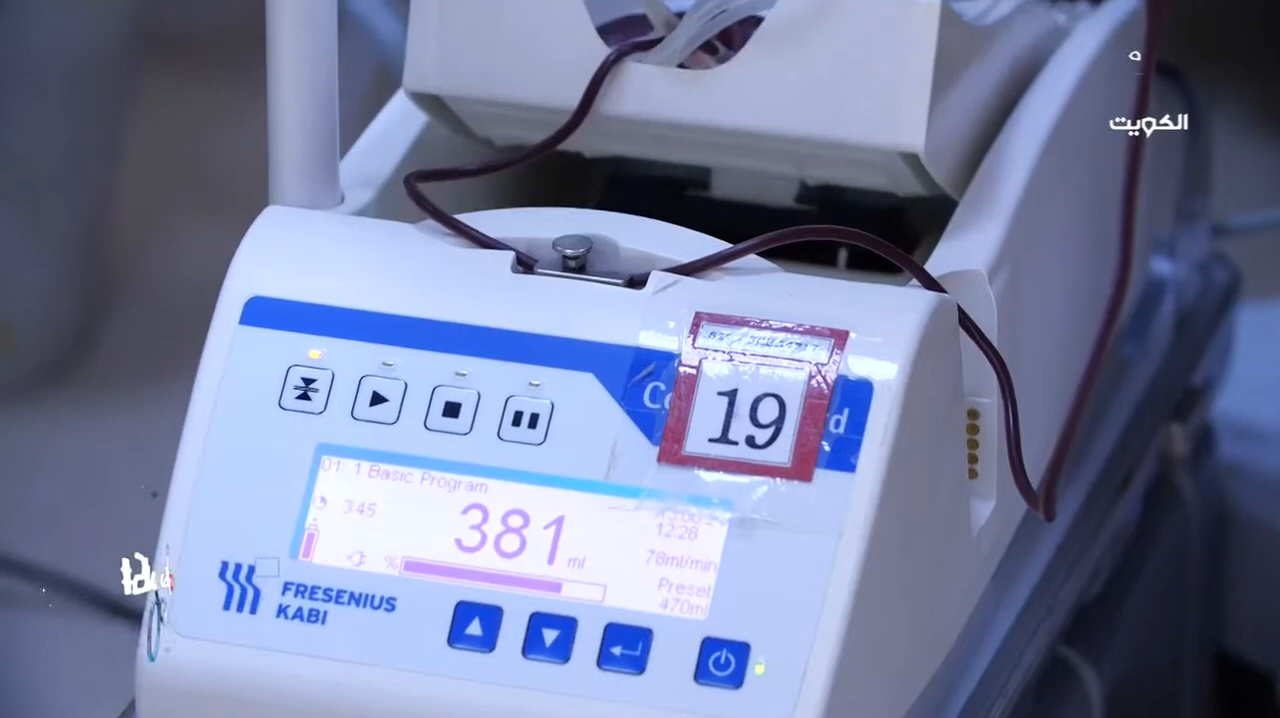 و
الكويت
19
d
01 1 Basic Program
3:45
381 ml
12:28
78ml/min
%
Preset
470ml
FRESENIUS
KABI